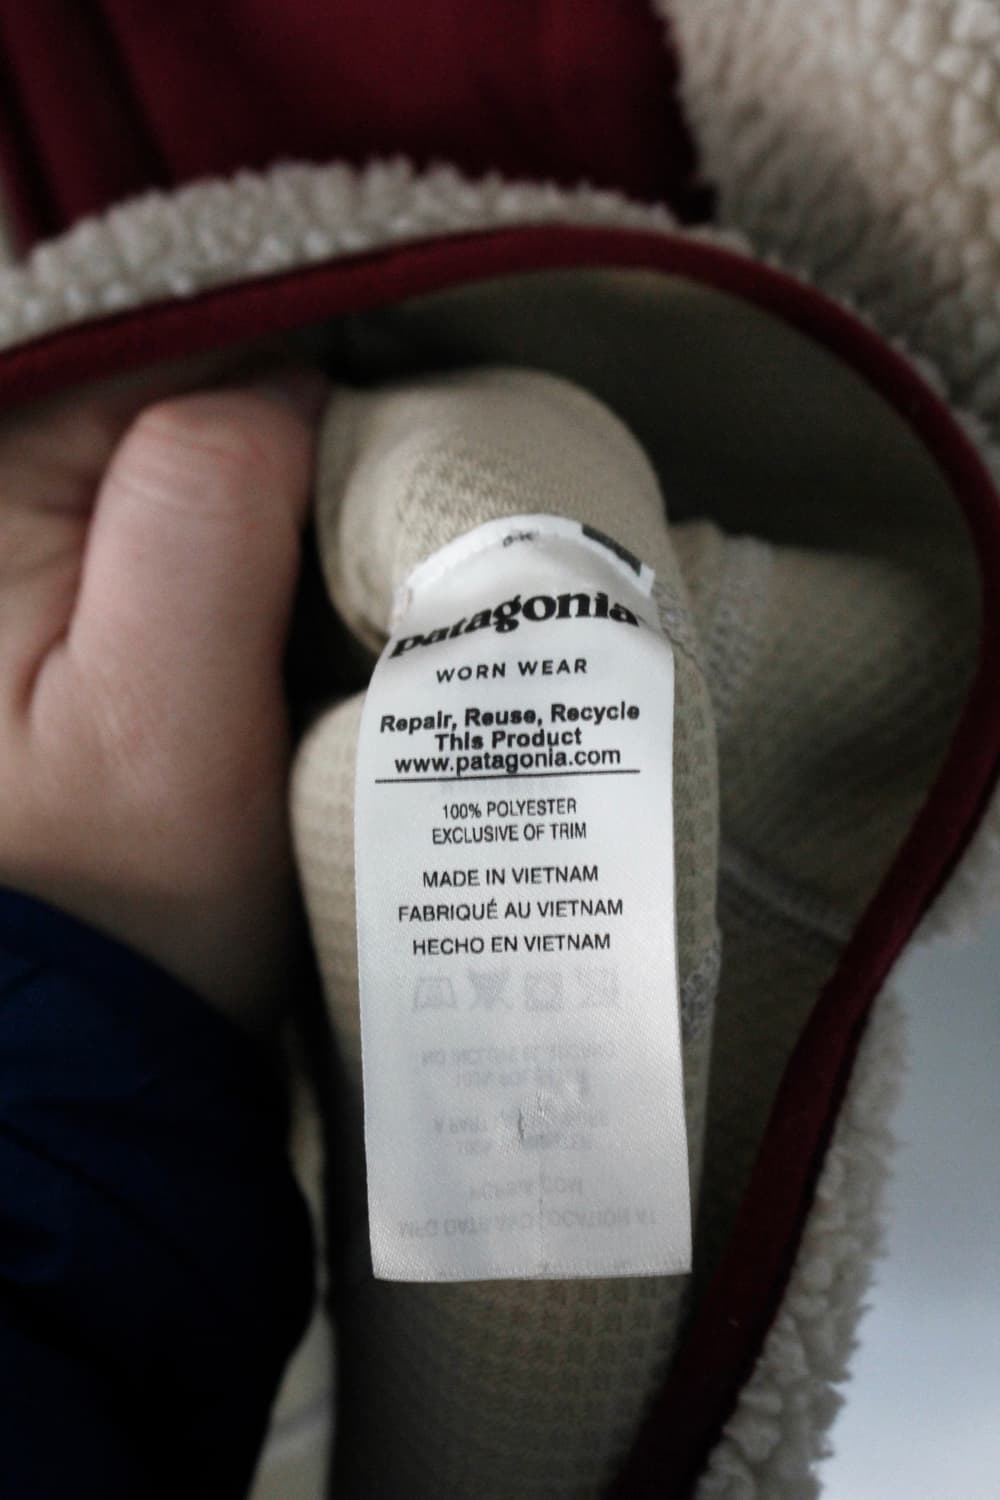 patagonia
WORN WEAR
Repair, Reuse, Recycle
This Product
www.patagonia.com
100% POLYESTER
EXCLUSIVE OF TRIM
MADE IN VIETNAM
FABRIQUÉ AU VIETNAM
HECHO EN VIETNAM